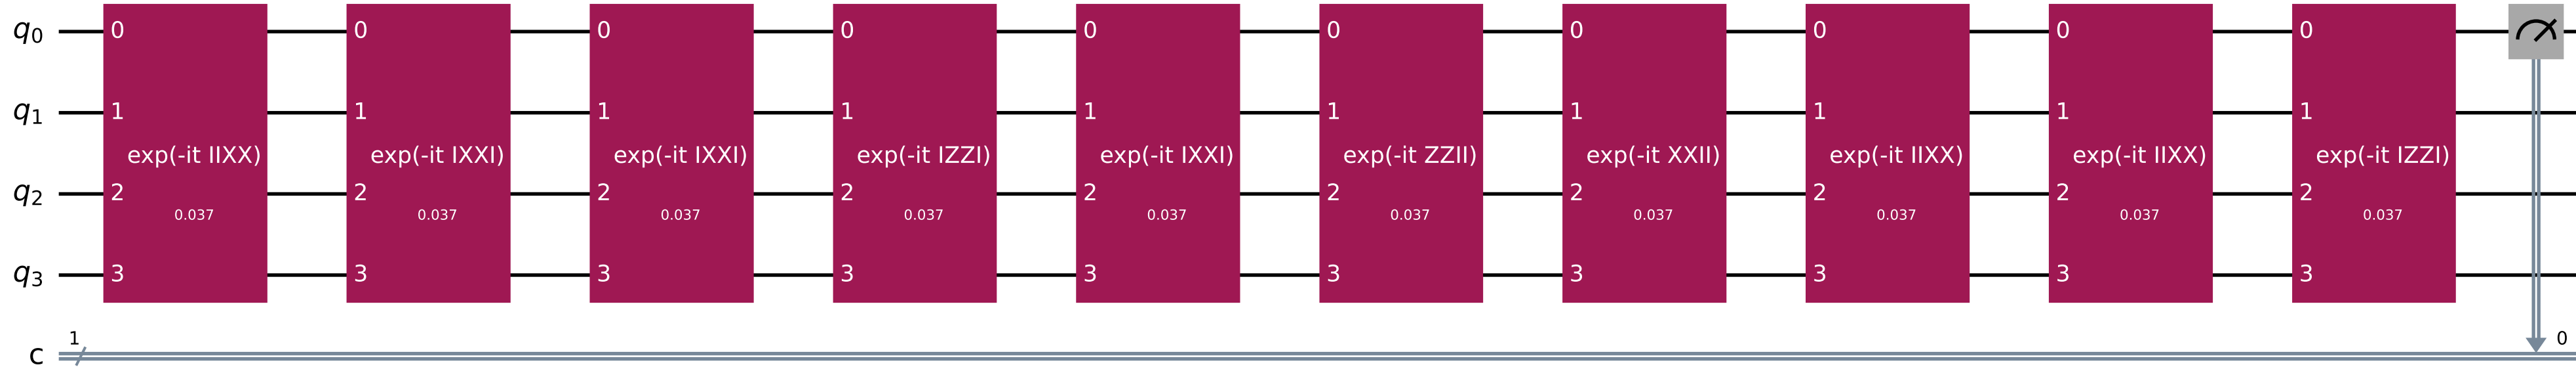 q0 0 0 0 0 0 0 0 0 0 0
q1 1 1 1 1 1 1 1 1 1 1
exp(-it IIXX) exp(-it IXXI) exp(-it IXXI) exp(-it IZZI) exp(-it IXXI) exp(-it ZZII) exp(-it XXII) exp(-it IIXX) exp(-it IIXX) exp(-it IZZI)
q2 2 2 2 2 2 2 2 2 2 2
0.037 0.037 0.037 0.037 0.037 0.037 0.037 0.037 0.037 0.037
q3 3 3 3 3 3 3 3 3 3 3
1 0
c